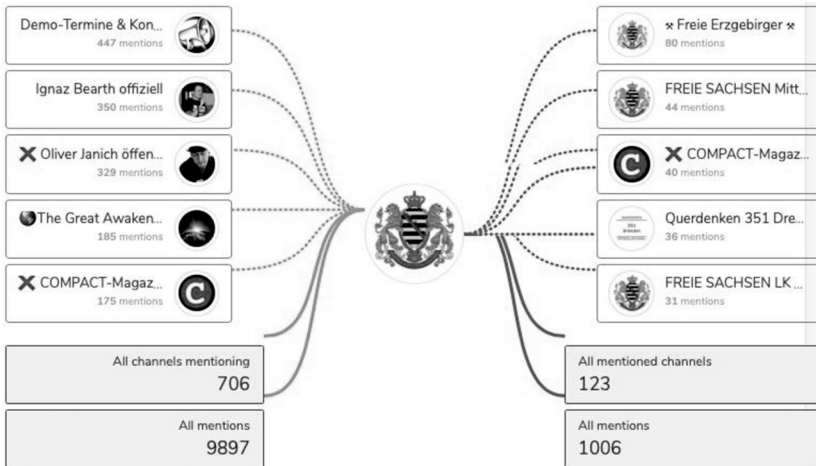 Demo-Termine & Kon...
447 mentions
Ignaz Bearth offiziell
350 mentions
❌ Oliver Janich öffen...
329 mentions
The Great Awaken...
185 mentions
❌ COMPACT-Magaz...
175 mentions
All channels mentioning
706
All mentions
9897
⚒ Freie Erzgebirger ⚒
80 mentions
FREIE SACHSEN Mitt...
44 mentions
C
❌ COMPACT-Magaz...
40 mentions
351
dresden
Querdenken 351 Dre...
36 mentions
FREIE SACHSEN LK ...
31 mentions
All mentioned channels
123
All mentions
1006